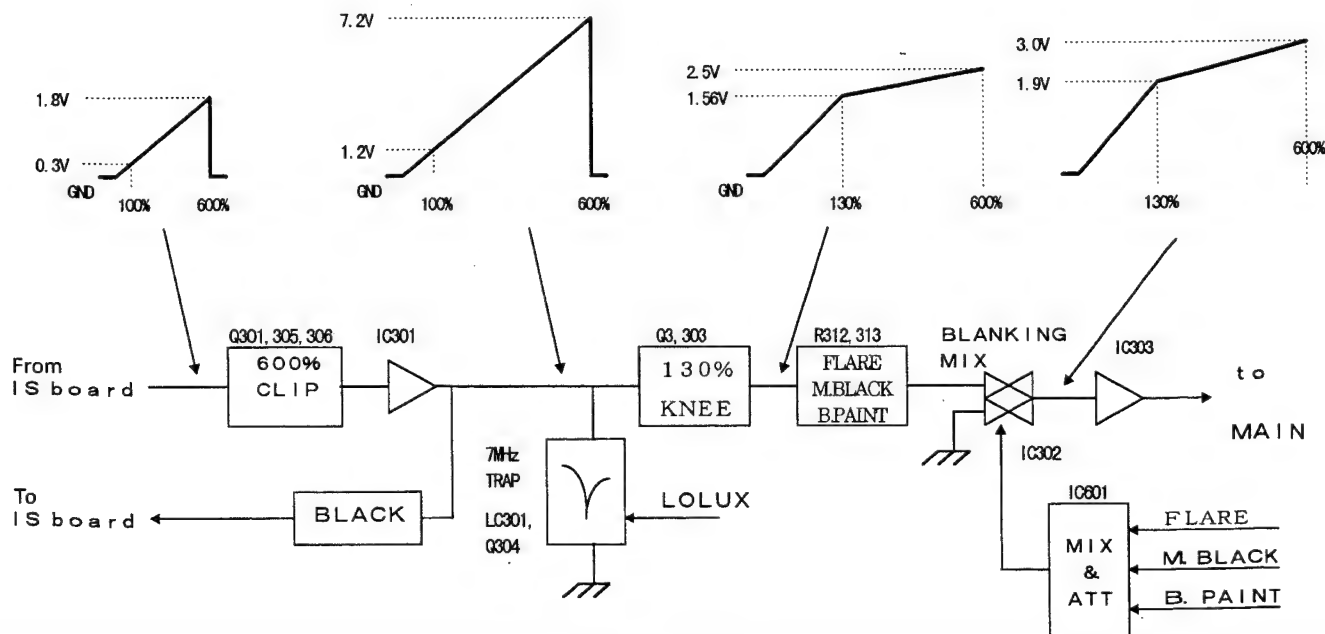 7.2V
1.2V
GND
100%
600%
1.8V
0.3V
GND
100%
600%
2.5V
1.56V
GND
130%
600%
3.0V
1.9V
GND
130%
600%
From
IS board
Q301, 305, 306
600%
CLIP
IC301
Q3, 303
130%
KNEE
R312, 313
FLARE
M.BLACK
B.PAINT
BLANKING
MIX
IC302
IC303
to
MAIN
To
IS board
BLACK
7MHz
TRAP
LC301,
Q304
LOLUX
IC601
MIX
&
ATT
FLARE
M. BLACK
B. PAINT